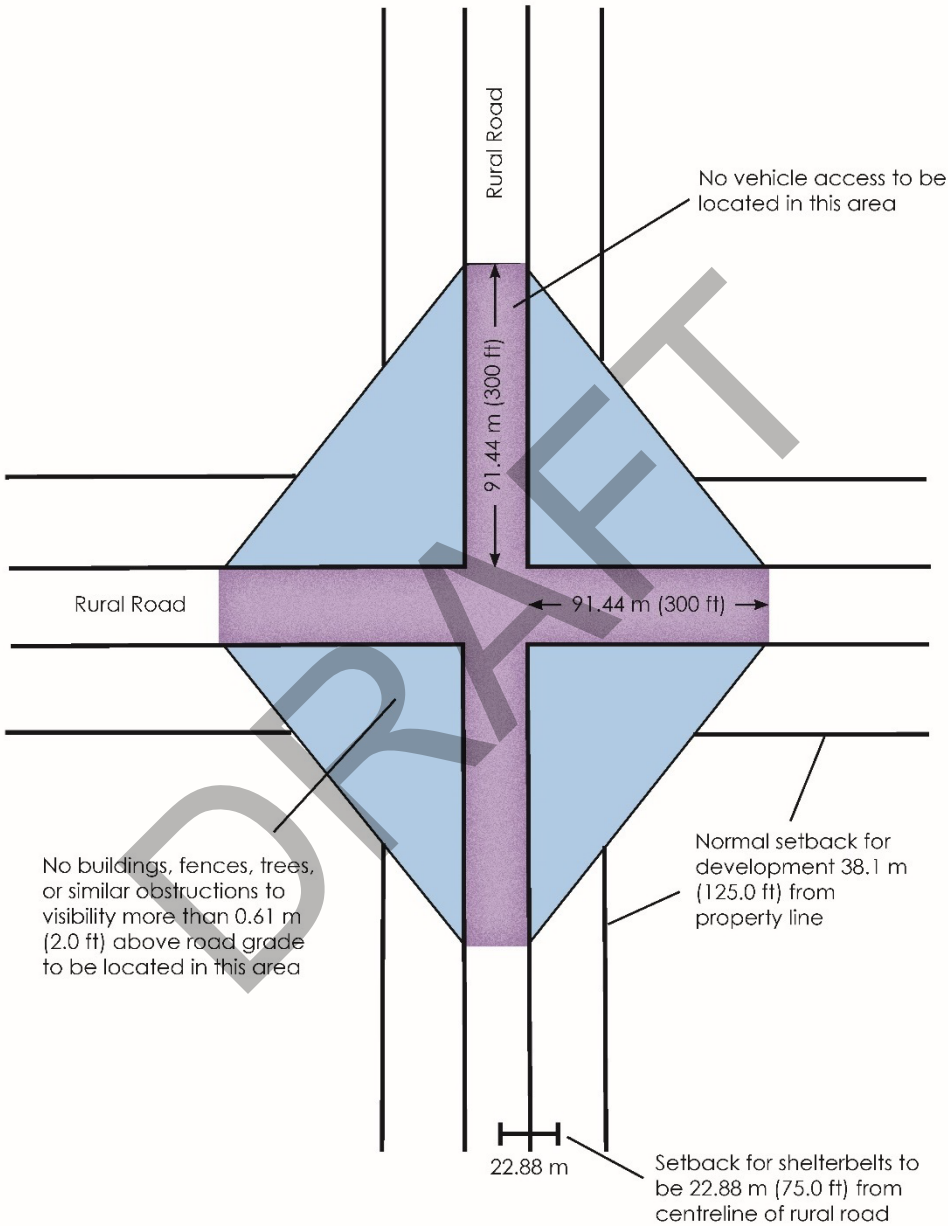 Rural Road
No vehicle access to be
located in this area
91.44 m (300 ft)
Rural Road
91.44 m (300 ft)
DRAFT
No buildings, fences, trees,
or similar obstructions to
visibility more than 0.61 m
(2.0 ft) above road grade
to be located in this area
Normal setback for
development 38.1 m
(125.0 ft) from
property line
22.88 m
Setback for shelterbelts to
be 22.88 m (75.0 ft) from
centreline of rural road